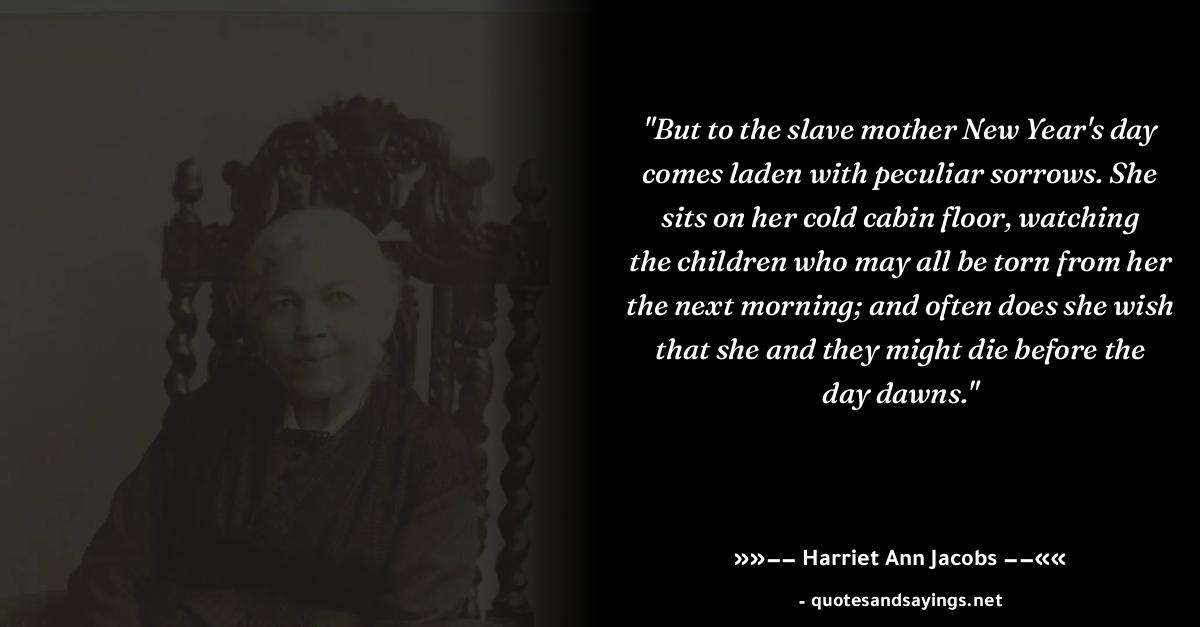 "But to the slave mother New Year's day
comes laden with peculiar sorrows. She
sits on her cold cabin floor, watching
the children who may all be torn from her
the next morning; and often does she wish
that she and they might die before the
day dawns."
»»−− Harriet Ann Jacobs −−««
- quotesandsayings.net